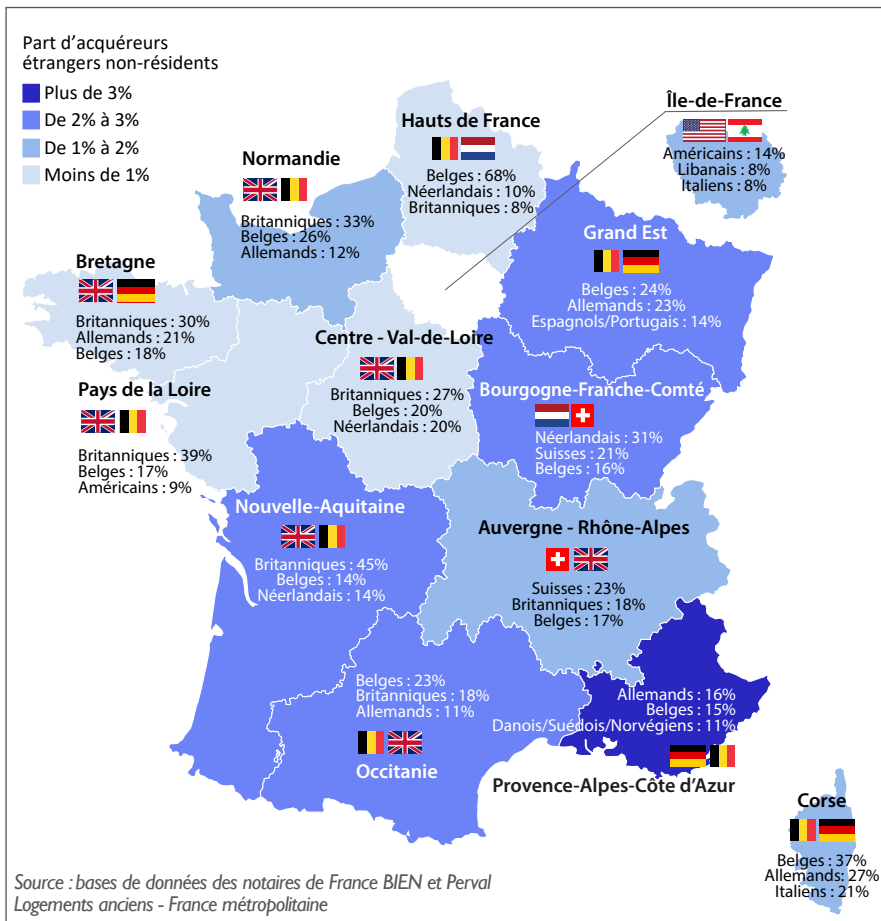 Part d'acquéreurs
étrangers non-résidents
Plus de 3%
De 2% à 3%
De 1% à 2%
Moins de 1%
Île-de-France
Américains : 14%
Libanais : 8%
Italiens : 8%
Hauts de France
Belges : 68%
Néerlandais : 10%
Britanniques : 8%
Normandie
Britanniques : 33%
Belges : 26%
Allemands : 12%
Grand Est
Belges : 24%
Allemands : 23%
Espagnols/Portugais : 14%
Bretagne
Britanniques : 30%
Allemands : 21%
Belges : 18%
Centre - Val-de-Loire
Britanniques : 27%
Belges : 20%
Néerlandais : 20%
Pays de la Loire
Britanniques : 39%
Belges : 17%
Américains : 9%
Bourgogne-Franche-Comté
Néerlandais : 31%
Suisses : 21%
Belges : 16%
Nouvelle-Aquitaine
Britanniques : 45%
Belges : 14%
Néerlandais : 14%
Auvergne - Rhône-Alpes
Suisses : 23%
Britanniques : 18%
Belges : 17%
Belges : 23%
Britanniques : 18%
Allemands : 11%
Occitanie
Allemands : 16%
Belges : 15%
Danois/Suédois/Norvégiens : 11%
Provence-Alpes-Côte d'Azur
Corse
Belges : 37%
Allemands: 27%
Italiens : 21%
Source : bases de données des notaires de France BIEN et Perval
Logements anciens - France métropolitaine